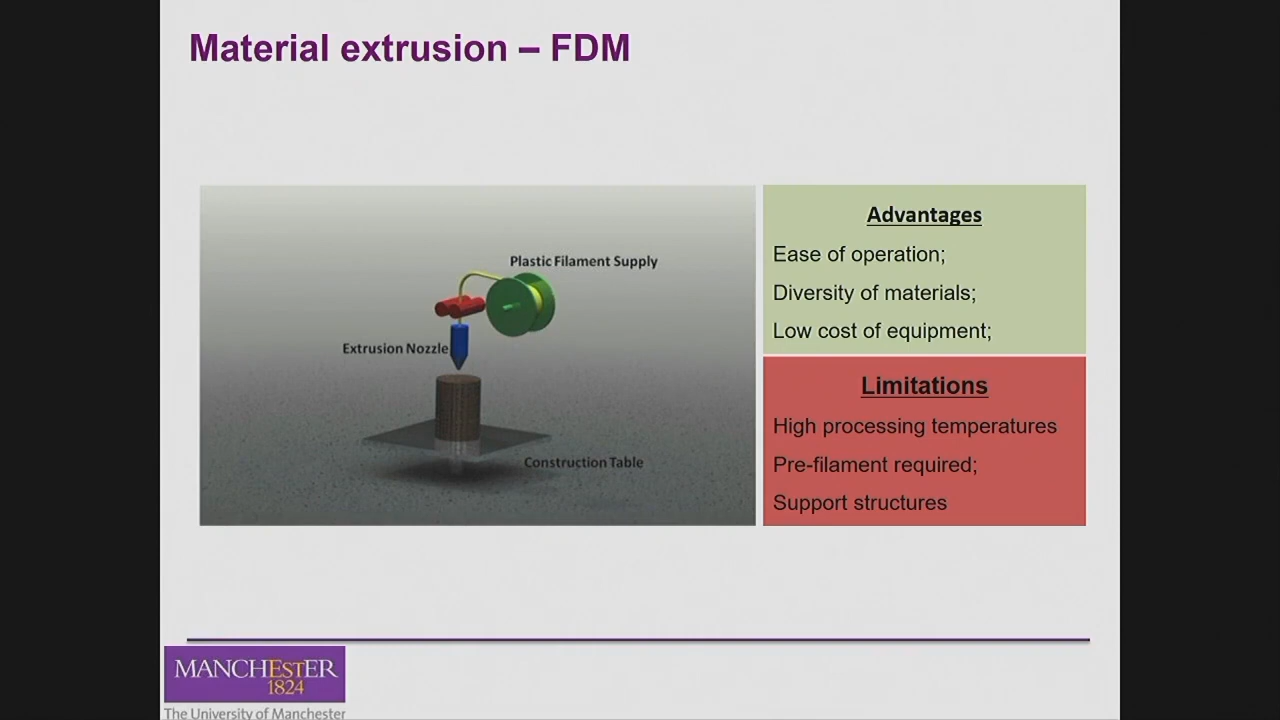 Material extrusion – FDM
Plastic Filament Supply
Extrusion Nozzle
Construction Table
Advantages
Ease of operation;
Diversity of materials;
Low cost of equipment;
Limitations
High processing temperatures
Pre-filament required;
Support structures
MANCHESTER
1824
The University of Manchester